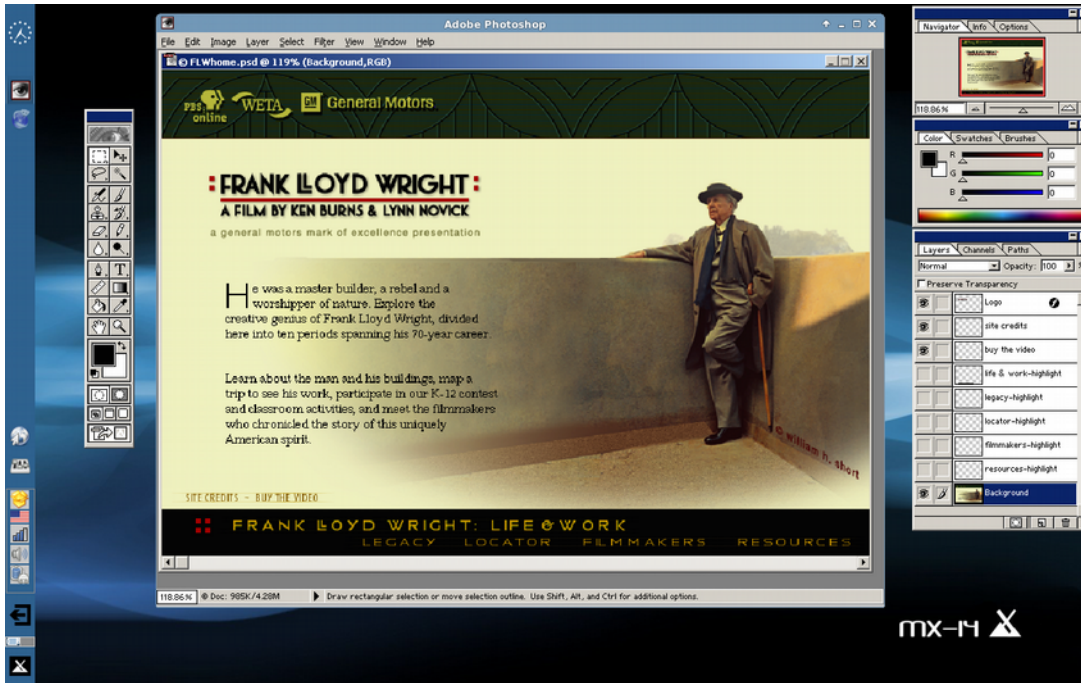 Adobe Photoshop
File Edit Image Layer Select Filter View Window Help
© FLWhome.psd @ 119% (Background,RGB)
PBS online
WETA
GM General Motors
FRANK LLOYD WRIGHT
A FILM BY KEN BURNS & LYNN NOVICK
a general motors mark of excellence presentation
He was a master builder, a rebel and a
worshipper of nature. Explore the
creative genius of Frank Lloyd Wright, divided
here into ten periods spanning his 70-year career.
Learn about the man and his buildings, map a
trip to see his work, participate in our K-12 contest
and classroom activities, and meet the filmmakers
who chronicled the story of this uniquely
American spirit.
© william h. short
SITE CREDITS - BUY THE VIDEO
FRANK LLOYD WRIGHT: LIFE & WORK
LEGACY LOCATOR FILMMAKERS RESOURCES
118.86% Doc: 985K/4.28M Draw rectangular selection or move selection outline. Use Shift, Alt, and Ctrl for additional options.
Navigator Info Options
118.86%
Color Swatches Brushes
R 0
G 0
B 0
Layers Channels Paths
Normal Opacity: 100 %
Preserve Transparency
Logo
site credits
buy the video
life & work-highlight
legacy-highlight
locator-highlight
filmmakers-highlight
resources-highlight
Background
mx-14